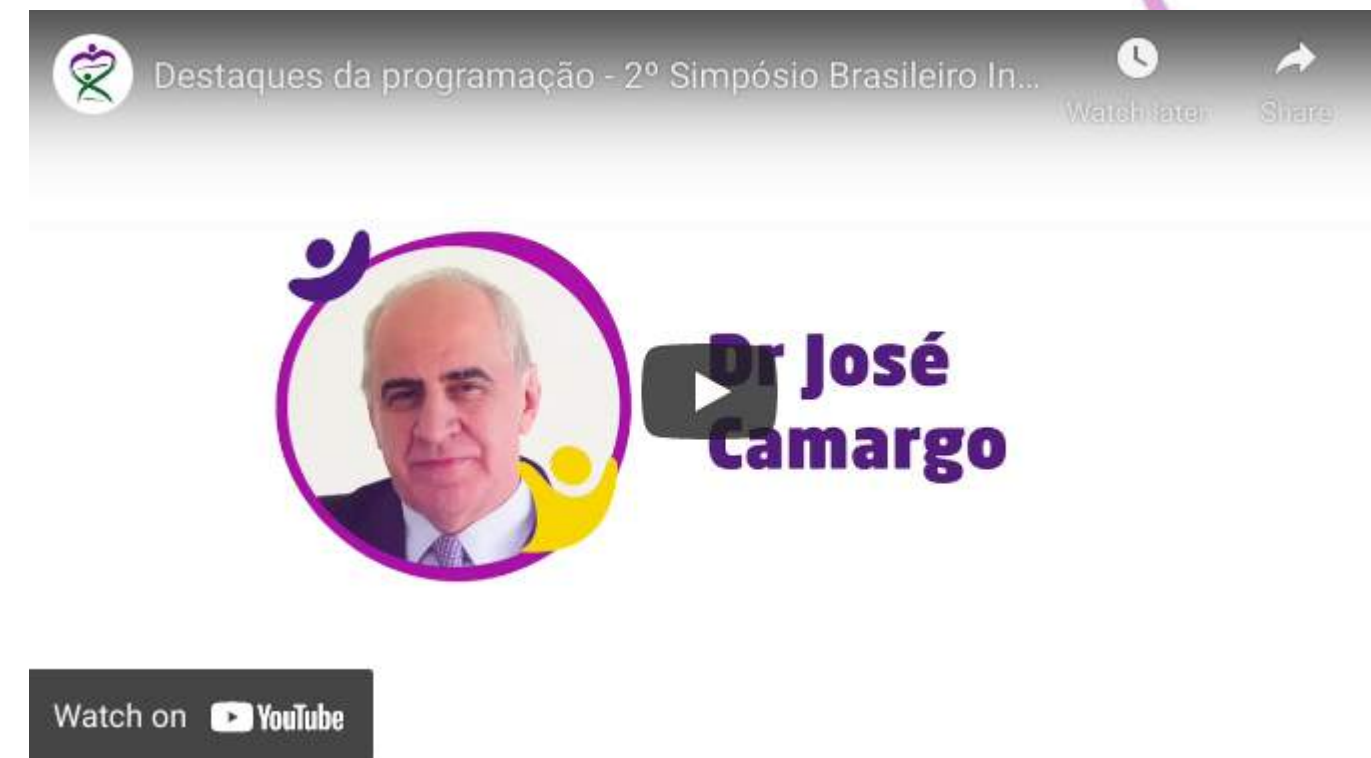 Destaques da programação - 2º Simpósio Brasileiro In...
Watch later
Share
Dr José
Camargo
Watch on YouTube